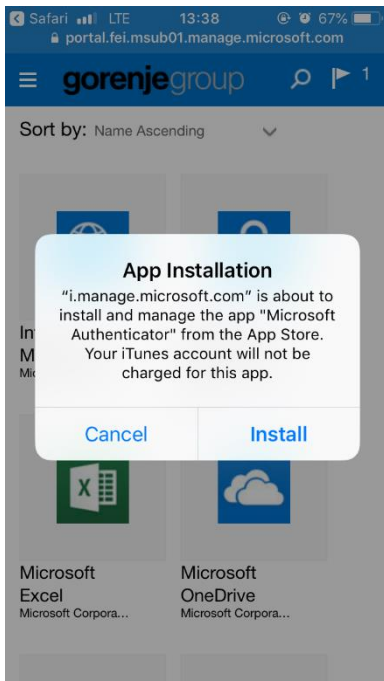 Safari LTE 13:38 67%
portal.fei.msub01.manage.microsoft.com
gorenjegroup 1
Sort by: Name Ascending
App Installation
“i.manage.microsoft.com” is about to
install and manage the app "Microsoft
Authenticator" from the App Store.
Your iTunes account will not be
charged for this app.
Cancel Install
Microsoft
Excel
Microsoft Corpora...
Microsoft
OneDrive
Microsoft Corpora...